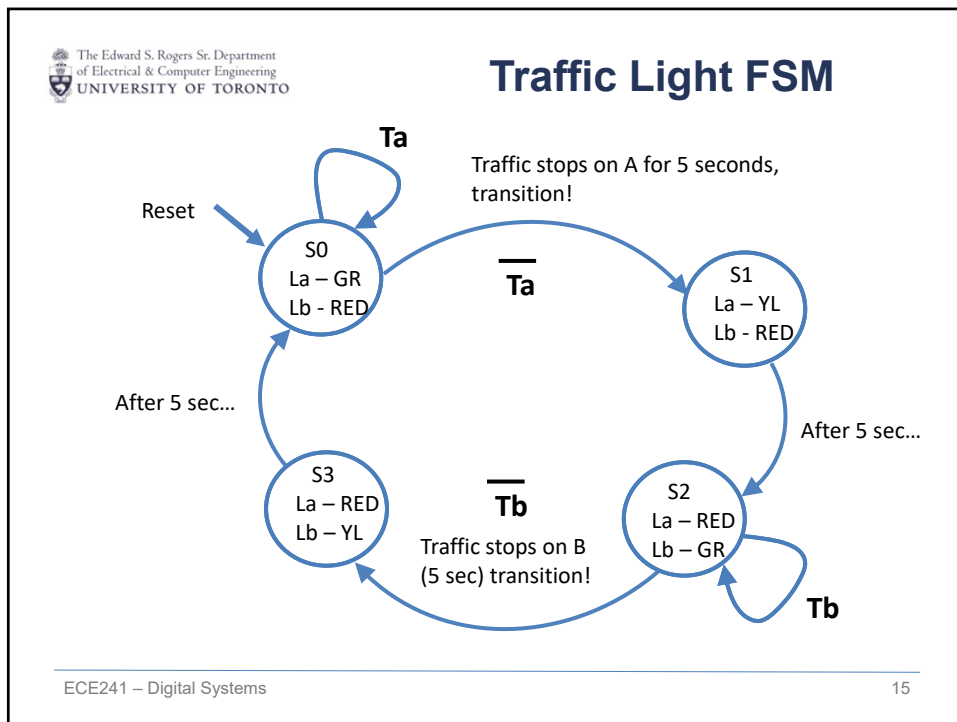 The Edward S. Rogers Sr. Department
of Electrical & Computer Engineering
UNIVERSITY OF TORONTO
Traffic Light FSM
Ta
Traffic stops on A for 5 seconds,
transition!
Reset
S0
La – GR
Lb - RED
T̅a̅
S1
La – YL
Lb - RED
After 5 sec...
After 5 sec...
S3
La – RED
Lb – YL
T̅b̅
Traffic stops on B
(5 sec) transition!
S2
La – RED
Lb – GR
Tb
ECE241 – Digital Systems
15